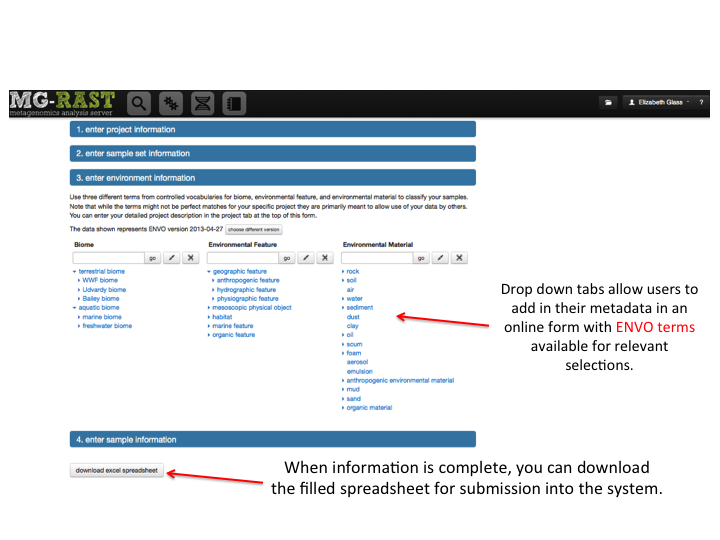 MG-RAST
metagenomics analysis server
Elizabeth Glass
?
1. enter project information
2. enter sample set information
3. enter environment information
Use three different terms from controlled vocabularies for biome, environmental feature, and environmental material to classify your samples.
Note that while the terms might not be perfect matches for your specific project they are primarily meant to allow use of your data by others.
You can enter your detailed project description in the project tab at the top of this form.
The data shown represents ENVO version 2013-04-27 choose different version
Biome
go
terrestrial biome
WWF biome
Udvardy biome
Bailey biome
aquatic biome
marine biome
freshwater biome
Environmental Feature
go
geographic feature
anthropogenic feature
hydrographic feature
physiographic feature
mesoscopic physical object
habitat
marine feature
organic feature
Environmental Material
go
rock
soil
air
water
sediment
dust
clay
oil
scum
foam
aerosol
emulsion
anthropogenic environmental material
mud
sand
organic material
Drop down tabs allow users to
add in their metadata in an
online form with ENVO terms
available for relevant
selections.
4. enter sample information
download excel spreadsheet
When information is complete, you can download
the filled spreadsheet for submission into the system.